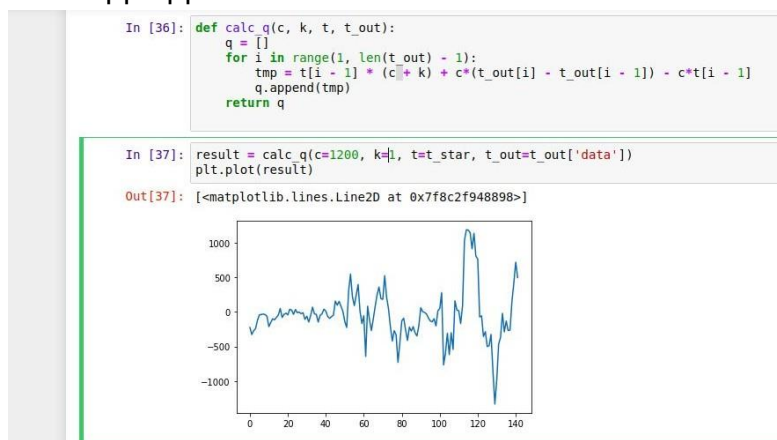 In [36]: def calc_q(c, k, t, t_out):
q = []
for i in range(1, len(t_out) - 1):
tmp = t[i - 1] * (c + k) + c*(t_out[i] - t_out[i - 1]) - c*t[i - 1]
q.append(tmp)
return q
In [37]: result = calc_q(c=1200, k=1, t=t_star, t_out=t_out['data'])
plt.plot(result)
Out[37]: [<matplotlib.lines.Line2D at 0x7f8c2f948898>]
1000
500
0
−500
−1000
0 20 40 60 80 100 120 140